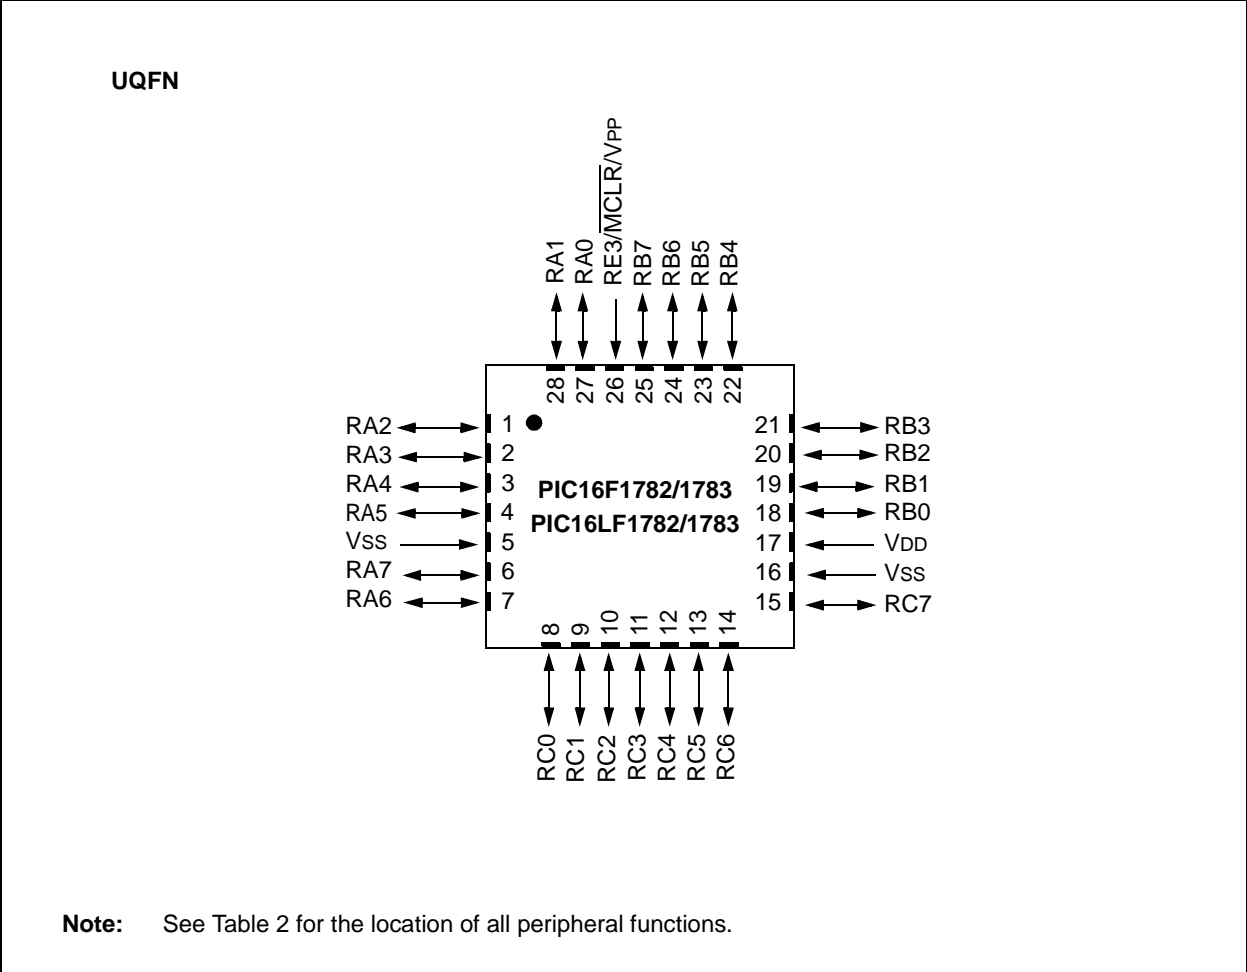 UQFN
RA1
RA0
RE3/MCLR/VPP
RB7
RB6
RB5
RB4
28
27
26
25
24
23
22
RA2 1
RA3 2
RA4 3
RA5 4
VSS 5
RA7 6
RA6 7
PIC16F1782/1783
PIC16LF1782/1783
21 RB3
20 RB2
19 RB1
18 RB0
17 VDD
16 VSS
15 RC7
8
9
10
11
12
13
14
RC0
RC1
RC2
RC3
RC4
RC5
RC6
Note: See Table 2 for the location of all peripheral functions.